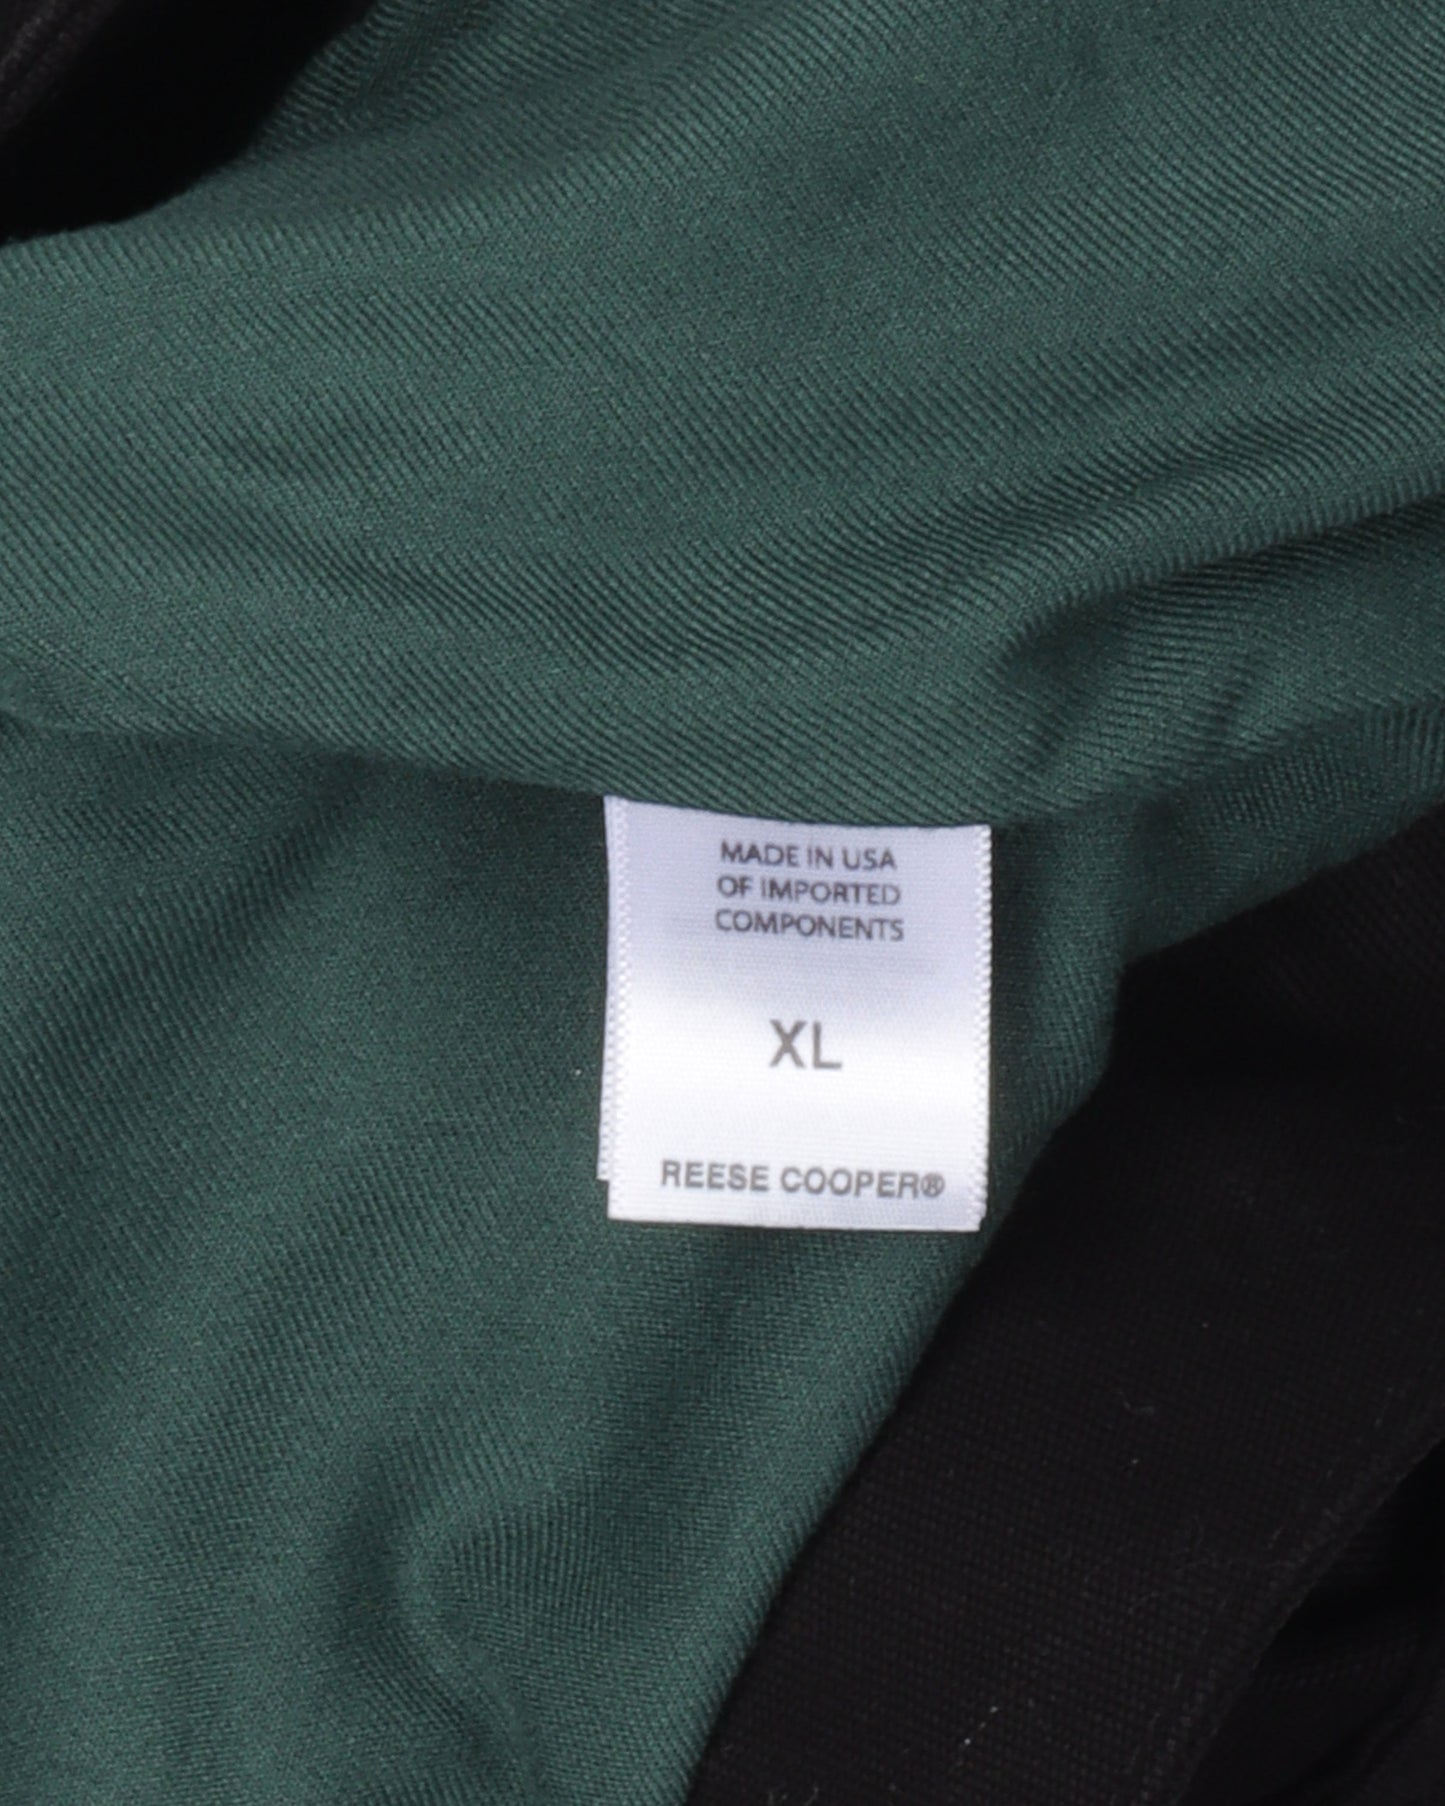 MADE IN USA
OF IMPORTED
COMPONENTS
XL
REESE COOPER®